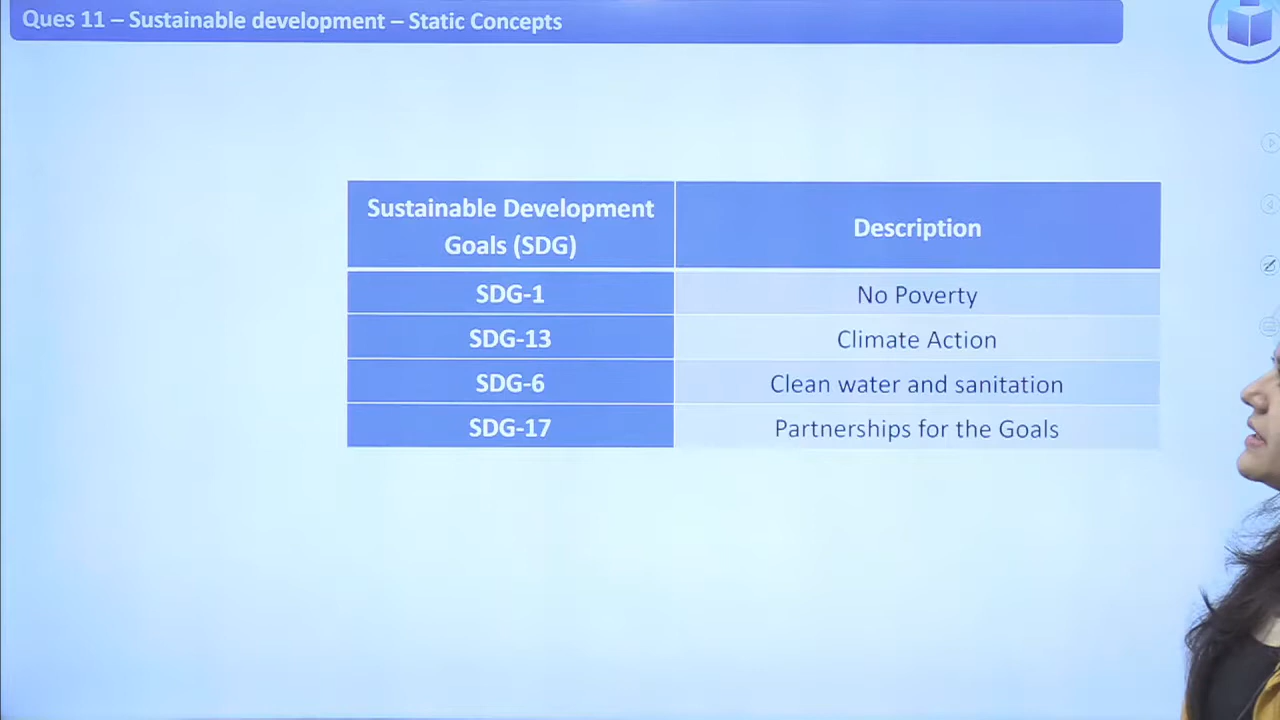 Ques 11 – Sustainable development – Static Concepts
Sustainable Development
Goals (SDG)
Description
SDG-1
No Poverty
SDG-13
Climate Action
SDG-6
Clean water and sanitation
SDG-17
Partnerships for the Goals